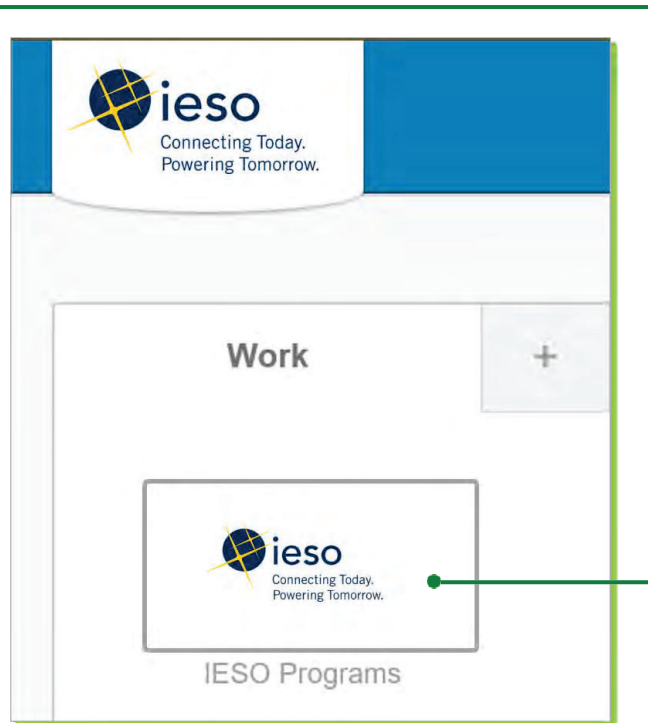 ieso
Connecting Today.
Powering Tomorrow.
Work +
ieso
Connecting Today.
Powering Tomorrow.
IESO Programs